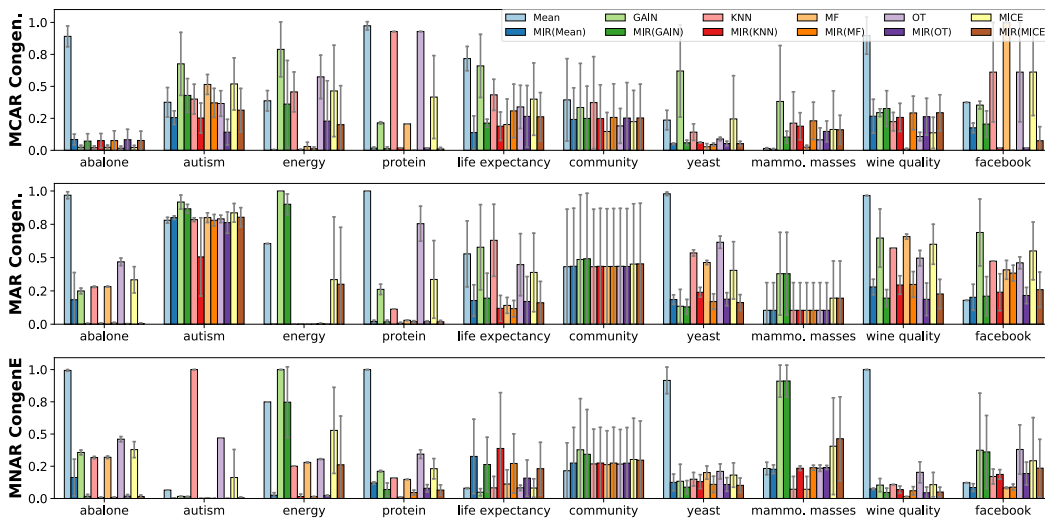 MCAR Congen.
1.0
0.8
0.5
0.2
0.0
Mean GAIN KNN MF OT MICE
MIR(Mean) MIR(GAIN) MIR(KNN) MIR(MF) MIR(OT) MIR(MICE)
abalone autism energy protein life expectancy community yeast mammo. masses wine quality facebook
MAR Congen.
1.0
0.8
0.5
0.2
0.0
abalone autism energy protein life expectancy community yeast mammo. masses wine quality facebook
MNAR CongenE
1.0
0.8
0.5
0.2
0.0
abalone autism energy protein life expectancy community yeast mammo. masses wine quality facebook